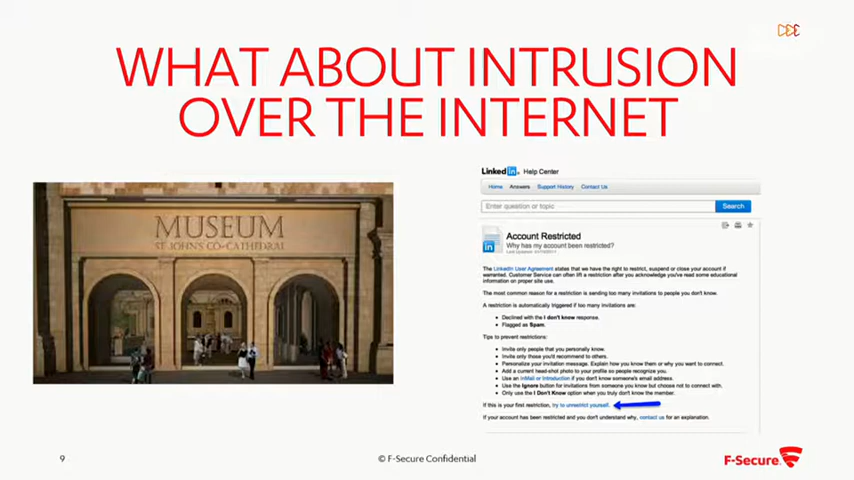 WHAT ABOUT INTRUSION
OVER THE INTERNET
MUSEUM
ST JOHN'S CO-CATHEDRAL
Linked in Help Center
Home Answers Support History Contact Us
Enter question or topic Search
Account Restricted
Why has my account been restricted?
The LinkedIn User Agreement states that we have the right to restrict, suspend or close your account if
warranted. Customer Service can often lift a restriction after you acknowledge you've read some educational
information on proper site use.
The most common reason for a restriction is sending too many invitations to people you don't know.
A restriction is automatically triggered if too many invitations are:
• Declined with the I don't know response.
• Flagged as Spam.
Tips to prevent restrictions:
• Invite only people that you personally know.
• Invite only those you'd recommend to others.
• Personalize your invitation message. Explain how you know them or why you want to connect.
• Add a current head-shot photo to your profile so people recognize you.
• Use an InMail or Introduction if you don't know someone's email address.
• Use the Ignore button for invitations from someone you know but choose not to connect with.
• Only use the I Don't Know option when you truly don't know the member.
If this is your first restriction, try to unrestrict yourself.
If your account has been restricted and you don't understand why, contact us for an explanation.
9
© F-Secure Confidential
F-Secure